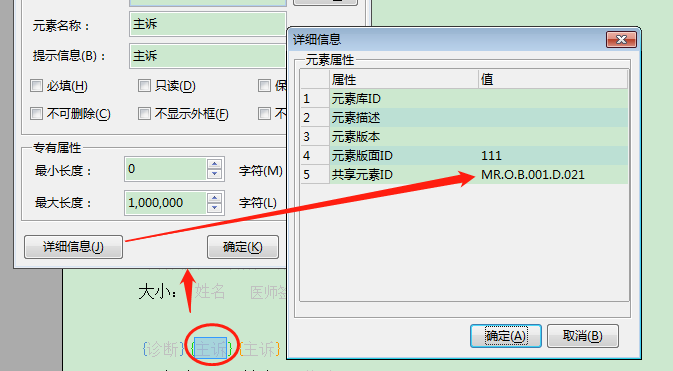 元素名称：
主诉
提示信息(B)：
主诉
必填(H)
只读(D)
保
不可删除(C)
不显示外框(F)
不
专有属性
最小长度：
0
字符(M)
最大长度：
1,000,000
字符(L)
详细信息(J)
确定(K)
详细信息
元素属性
属性
值
1
元素库ID
2
元素描述
3
元素版本
4
元素版面ID
111
5
共享元素ID
MR.O.B.001.D.021
确定(A)
取消(B)
大小：
姓名
医师签
{诊断}
{主诉}
{主诉}